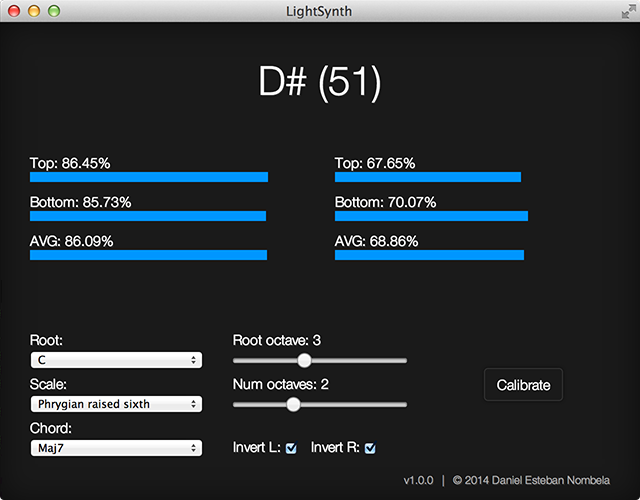 LightSynth
D# (51)
Top: 86.45%
Bottom: 85.73%
AVG: 86.09%
Top: 67.65%
Bottom: 70.07%
AVG: 68.86%
Root:
C
Scale:
Phrygian raised sixth
Chord:
Maj7
Root octave: 3
Num octaves: 2
Invert L:
Invert R:
Calibrate
v1.0.0 | © 2014 Daniel Esteban Nombela